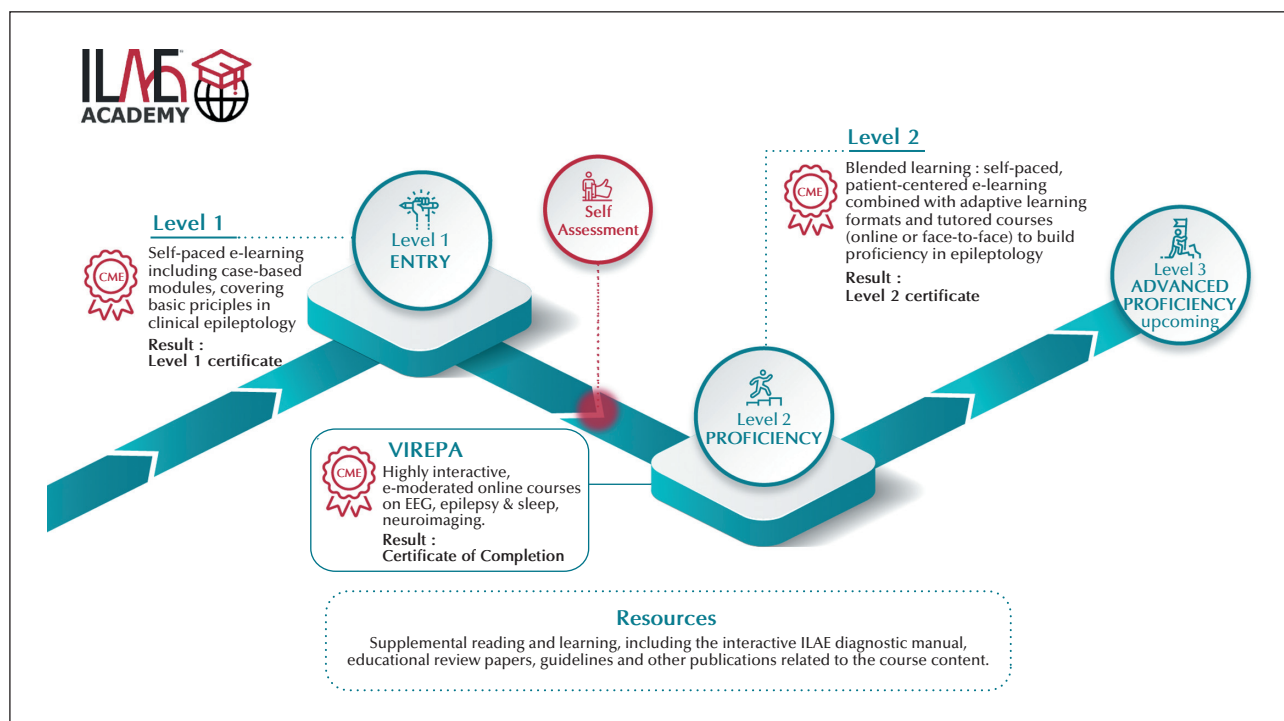 ILAE
ACADEMY
Level 1
CME
Self-paced e-learning
including case-based
modules, covering
basic priciples in
clinical epileptology
Result :
Level 1 certificate
Level 1
ENTRY
Self
Assessment
Level 2
CME
Blended learning : self-paced,
patient-centered e-learning
combined with adaptive learning
formats and tutored courses
(online or face-to-face) to build
proficiency in epileptology
Result :
Level 2 certificate
Level 3
ADVANCED
PROFICIENCY
upcoming
Level 2
PROFICIENCY
VIREPA
CME
Highly interactive,
e-moderated online courses
on EEG, epilepsy & sleep,
neuroimaging.
Result :
Certificate of Completion
Resources
Supplemental reading and learning, including the interactive ILAE diagnostic manual,
educational review papers, guidelines and other publications related to the course content.